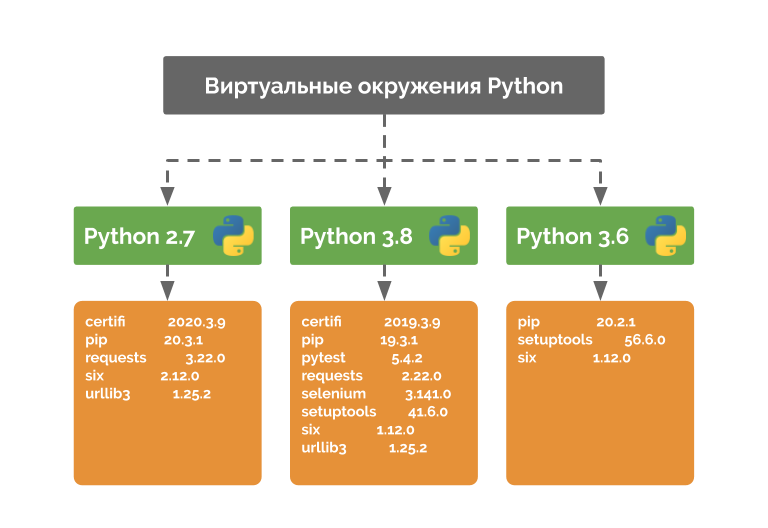 Виртуальные окружения Python
Python 2.7
Python 3.8
Python 3.6
certifi 2020.3.9
pip 20.3.1
requests 3.22.0
six 2.12.0
urllib3 1.25.2
certifi 2019.3.9
pip 19.3.1
pytest 5.4.2
requests 2.22.0
selenium 3.141.0
setuptools 41.6.0
six 1.12.0
urllib3 1.25.2
pip 20.2.1
setuptools 56.6.0
six 1.12.0